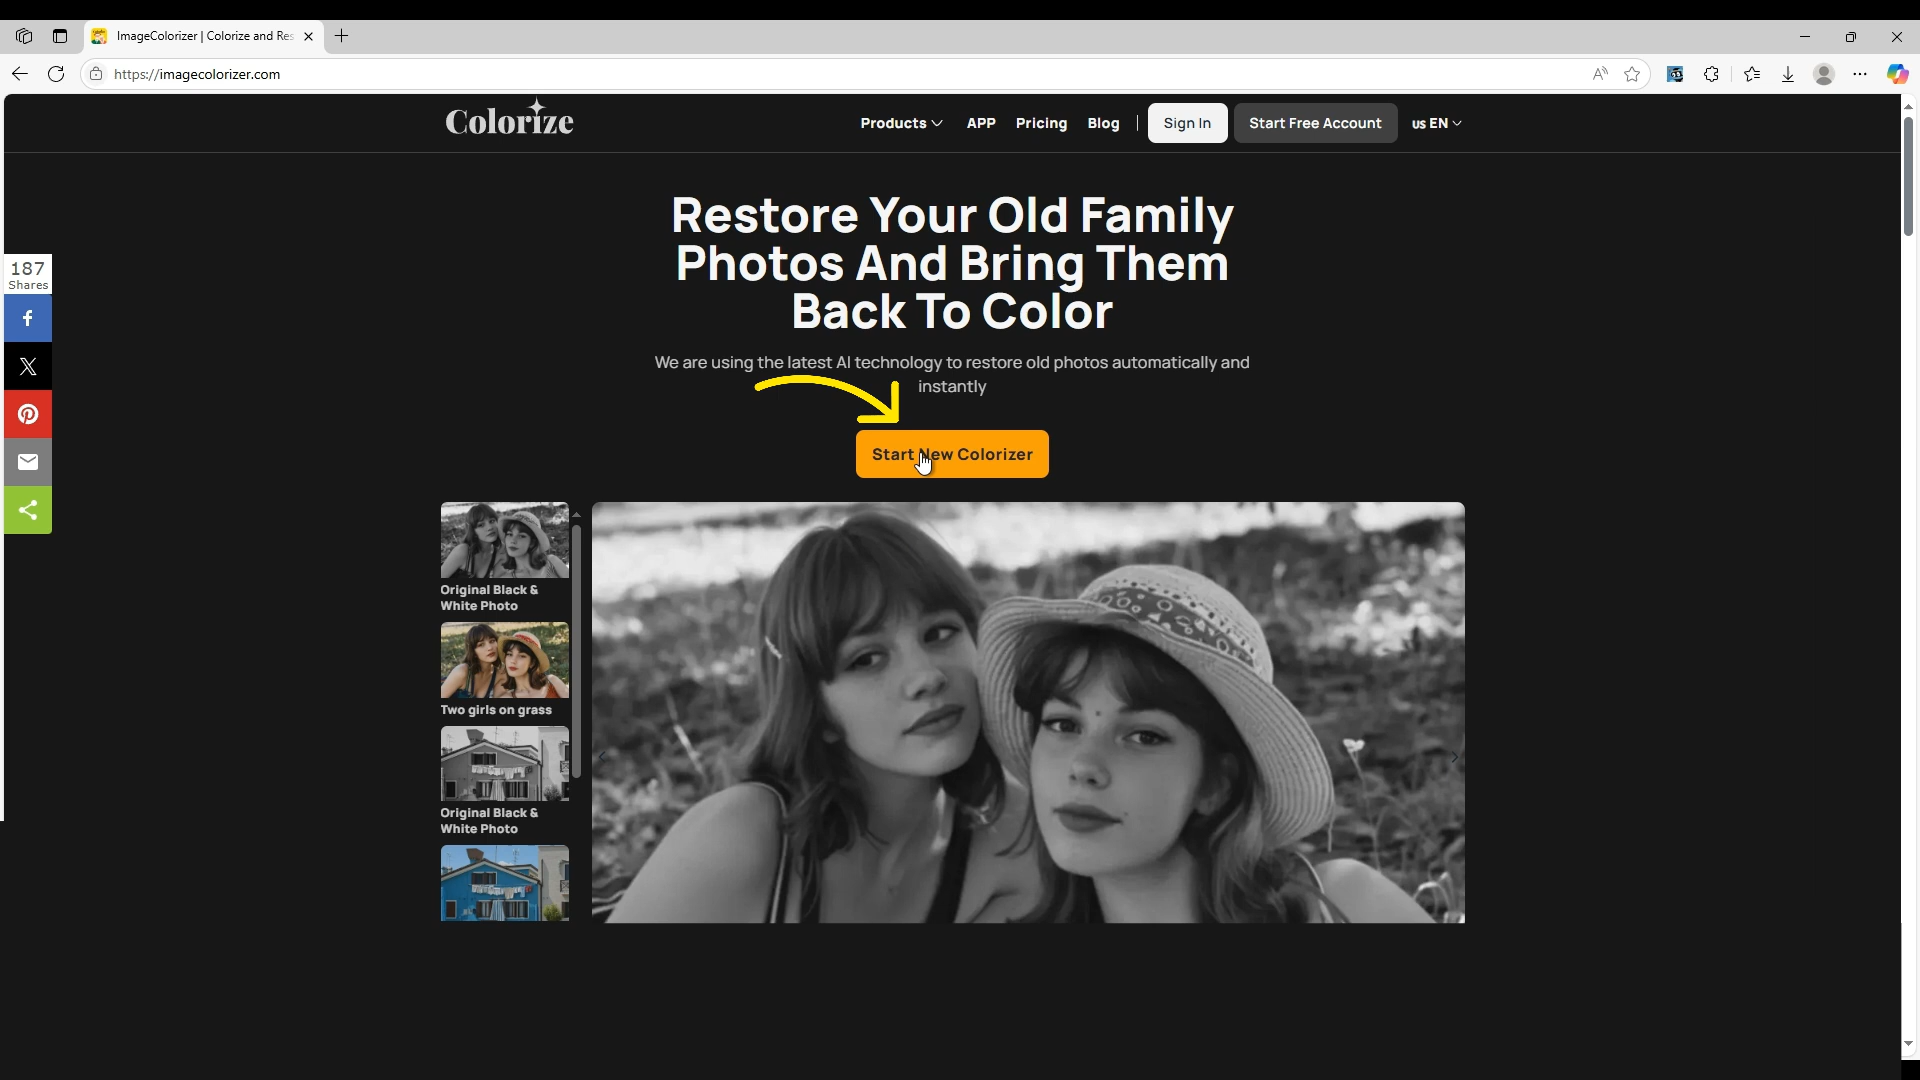 ImageColorizer | Colorize and Res
https://imagecolorizer.com
Colorize
Products
APP
Pricing
Blog
Sign In
Start Free Account
us EN
Restore Your Old Family
Photos And Bring Them
Back To Color
We are using the latest AI technology to restore old photos automatically and
instantly
Start New Colorizer
187
Shares
Original Black &
White Photo
Two girls on grass
Original Black &
White Photo